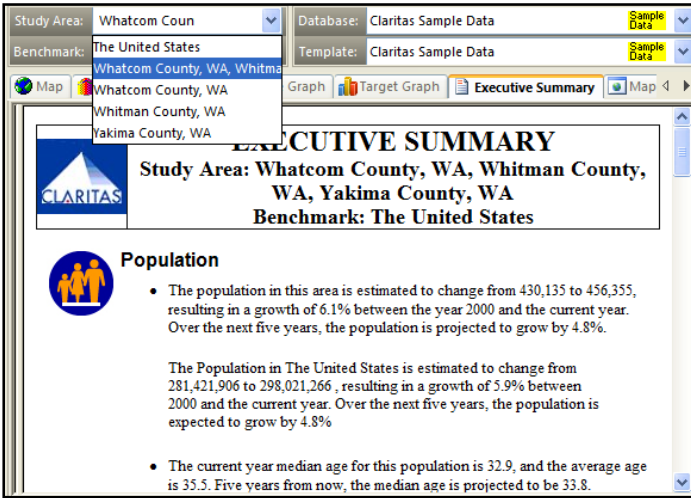 Study Area: Whatcom Coun
Database: Claritas Sample Data Sample Data
Benchmark:
Template: Claritas Sample Data Sample Data
The United States
Whatcom County, WA, Whitma
Whatcom County, WA
Whitman County, WA
Yakima County, WA
Map Graph Target Graph Executive Summary Map
CLARITAS
EXECUTIVE SUMMARY
Study Area: Whatcom County, WA, Whitman County,
WA, Yakima County, WA
Benchmark: The United States
Population
• The population in this area is estimated to change from 430,135 to 456,355,
resulting in a growth of 6.1% between the year 2000 and the current year.
Over the next five years, the population is projected to grow by 4.8%.
The Population in The United States is estimated to change from
281,421,906 to 298,021,266 , resulting in a growth of 5.9% between
2000 and the current year. Over the next five years, the population is
expected to grow by 4.8%
• The current year median age for this population is 32.9, and the average age
is 35.5. Five years from now, the median age is projected to be 33.8.